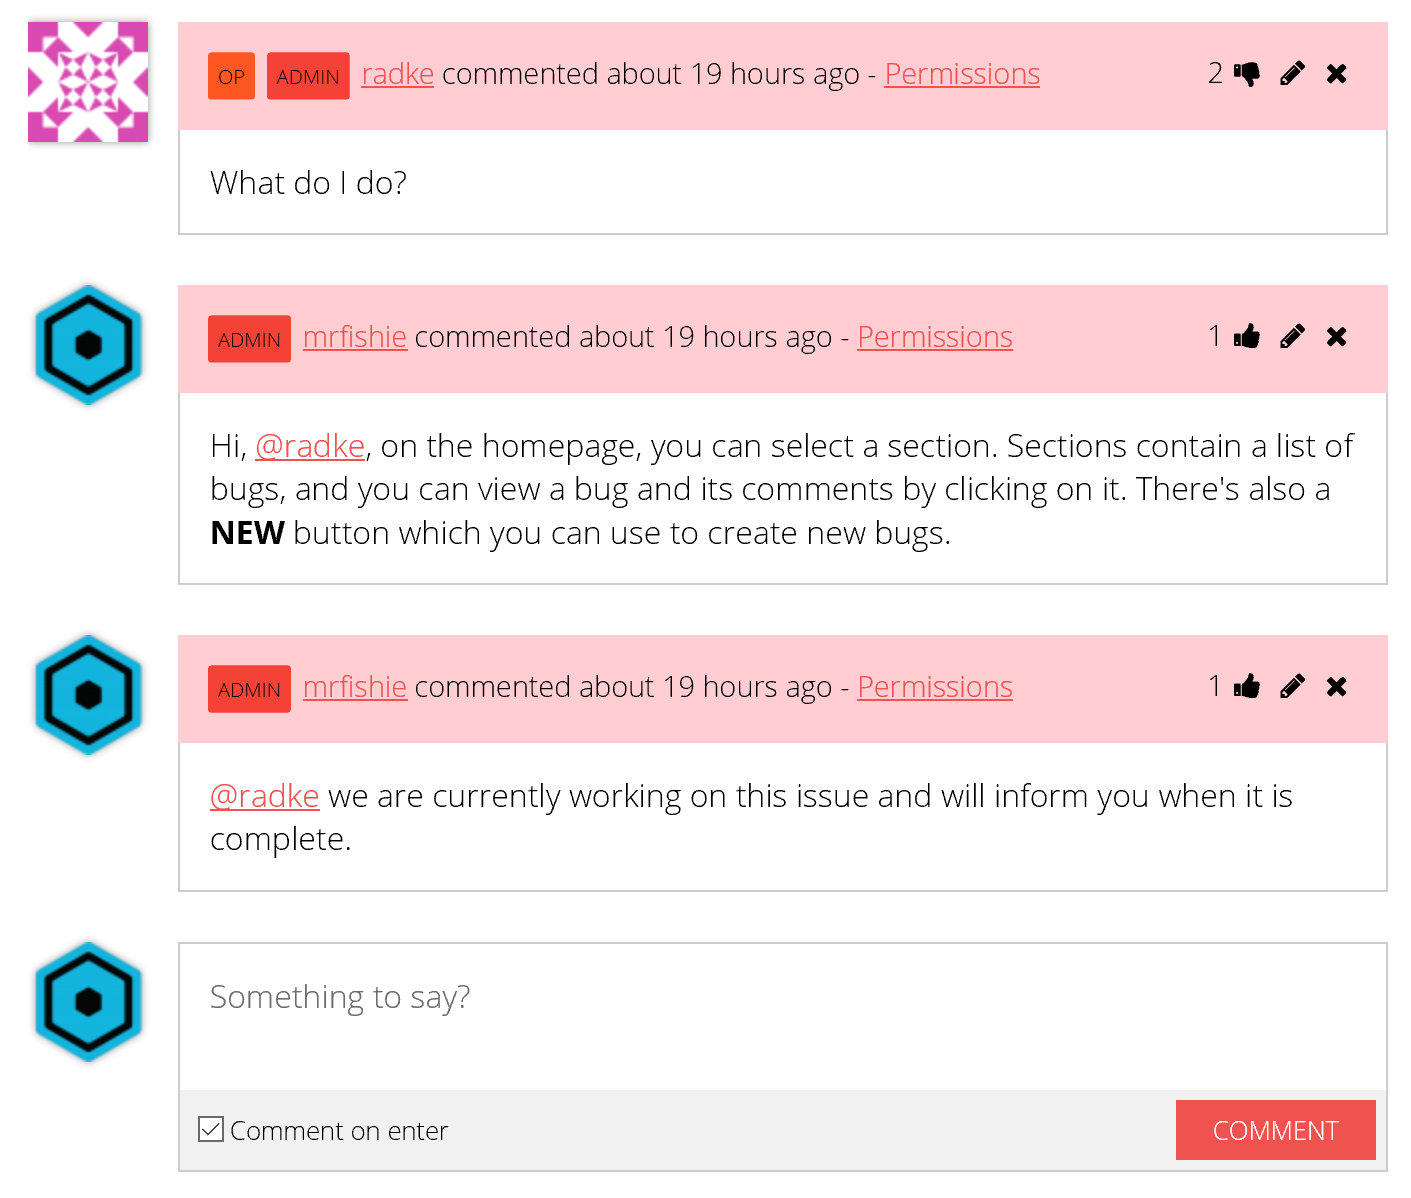 OP ADMIN radke commented about 19 hours ago - Permissions 2
What do I do?
ADMIN mrfishie commented about 19 hours ago - Permissions 1
Hi, @radke, on the homepage, you can select a section. Sections contain a list of
bugs, and you can view a bug and its comments by clicking on it. There's also a
NEW button which you can use to create new bugs.
ADMIN mrfishie commented about 19 hours ago - Permissions 1
@radke we are currently working on this issue and will inform you when it is
complete.
Something to say?
Comment on enter COMMENT